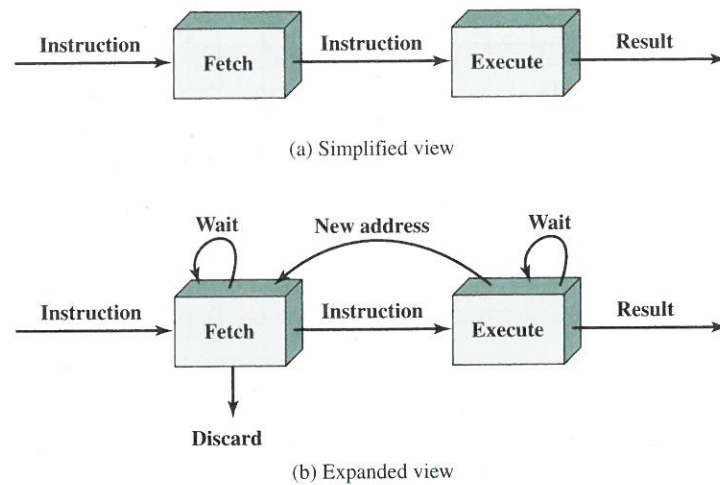 Instruction
Fetch
Instruction
Execute
Result
(a) Simplified view
Wait
New address
Wait
Instruction
Fetch
Instruction
Execute
Result
Discard
(b) Expanded view